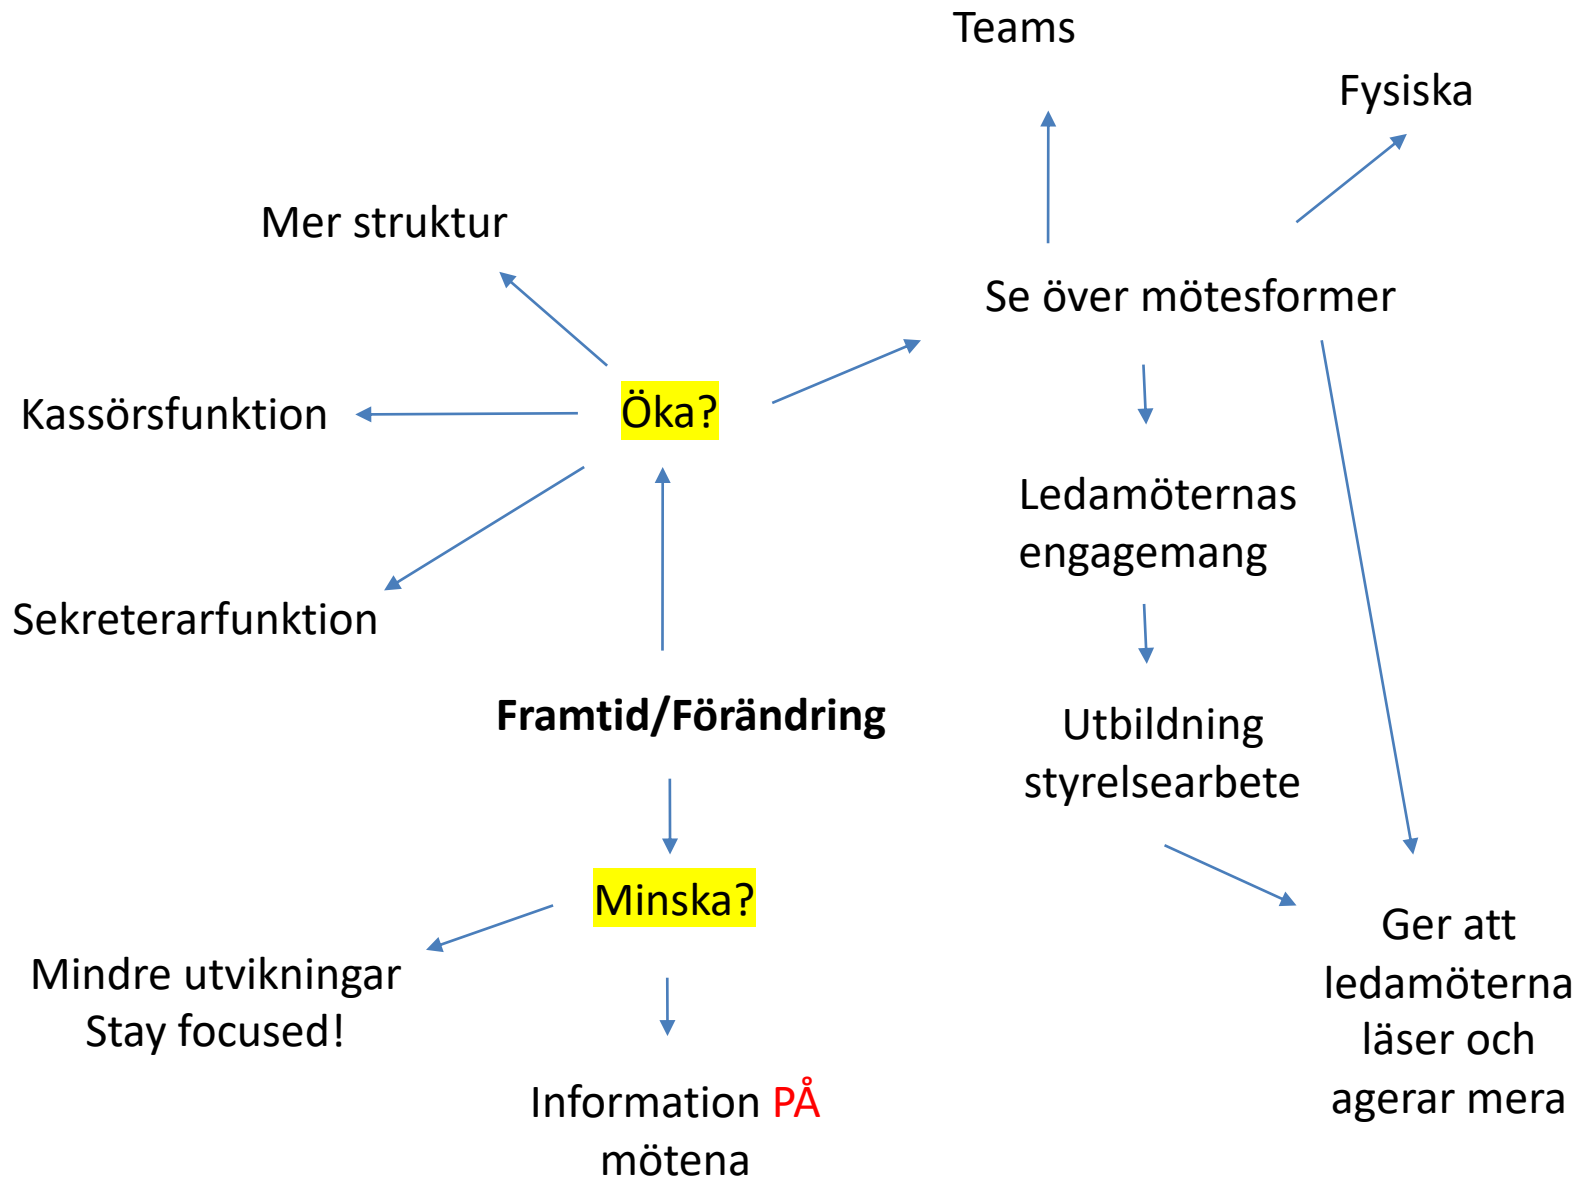 Teams
Fysiska
Mer struktur
Se över mötesformer
Kassörsfunktion
Öka?
Ledamöternas
engagemang
Sekreterarfunktion
Framtid/Förändring
Utbildning
styrelsearbete
Minska?
Mindre utvikningar
Stay focused!
Ger att
ledamöterna
läser och
agerar mera
Information PÅ
mötena